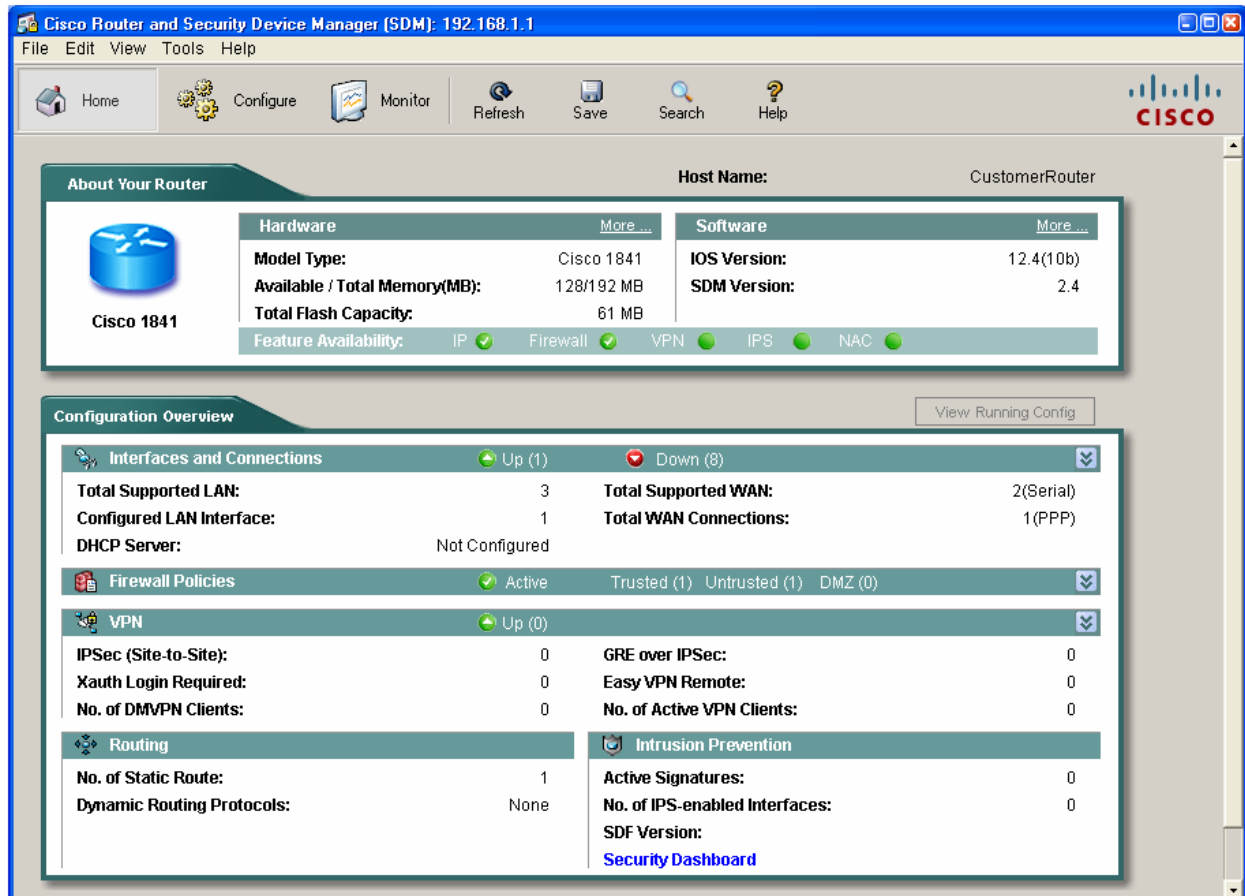 Cisco Router and Security Device Manager (SDM): 192.168.1.1
File Edit View Tools Help
Home Configure Monitor Refresh Save Search Help
CISCO
About Your Router
Host Name: CustomerRouter
Cisco 1841
Hardware More ...
Model Type: Cisco 1841
Available / Total Memory(MB): 128/192 MB
Total Flash Capacity: 61 MB
Software More ...
IOS Version: 12.4(10b)
SDM Version: 2.4
Feature Availability: IP Firewall VPN IPS NAC
Configuration Overview
View Running Config
Interfaces and Connections Up (1) Down (8)
Total Supported LAN: 3 Total Supported WAN: 2(Serial)
Configured LAN Interface: 1 Total WAN Connections: 1(PPP)
DHCP Server: Not Configured
Firewall Policies Active Trusted (1) Untrusted (1) DMZ (0)
VPN Up (0)
IPSec (Site-to-Site): 0 GRE over IPSec: 0
Xauth Login Required: 0 Easy VPN Remote: 0
No. of DMVPN Clients: 0 No. of Active VPN Clients: 0
Routing
No. of Static Route: 1
Dynamic Routing Protocols: None
Intrusion Prevention
Active Signatures: 0
No. of IPS-enabled Interfaces: 0
SDF Version:
Security Dashboard